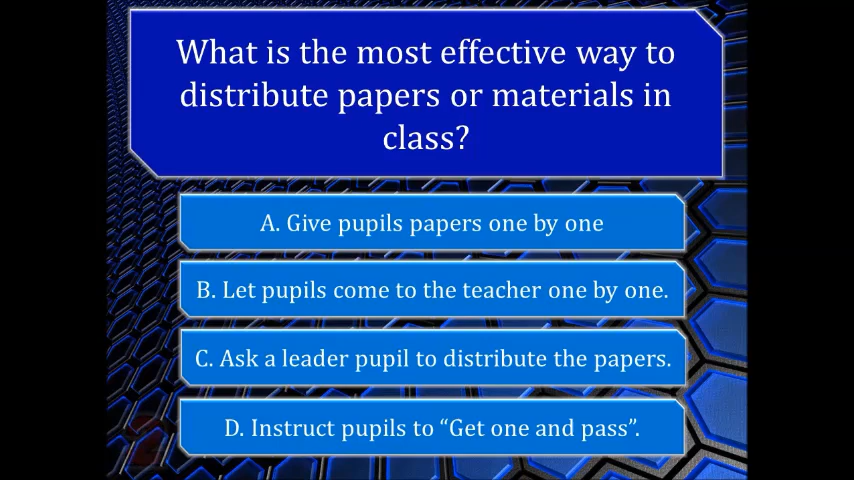 What is the most effective way to
distribute papers or materials in
class?
A. Give pupils papers one by one
B. Let pupils come to the teacher one by one.
C. Ask a leader pupil to distribute the papers.
D. Instruct pupils to “Get one and pass”.